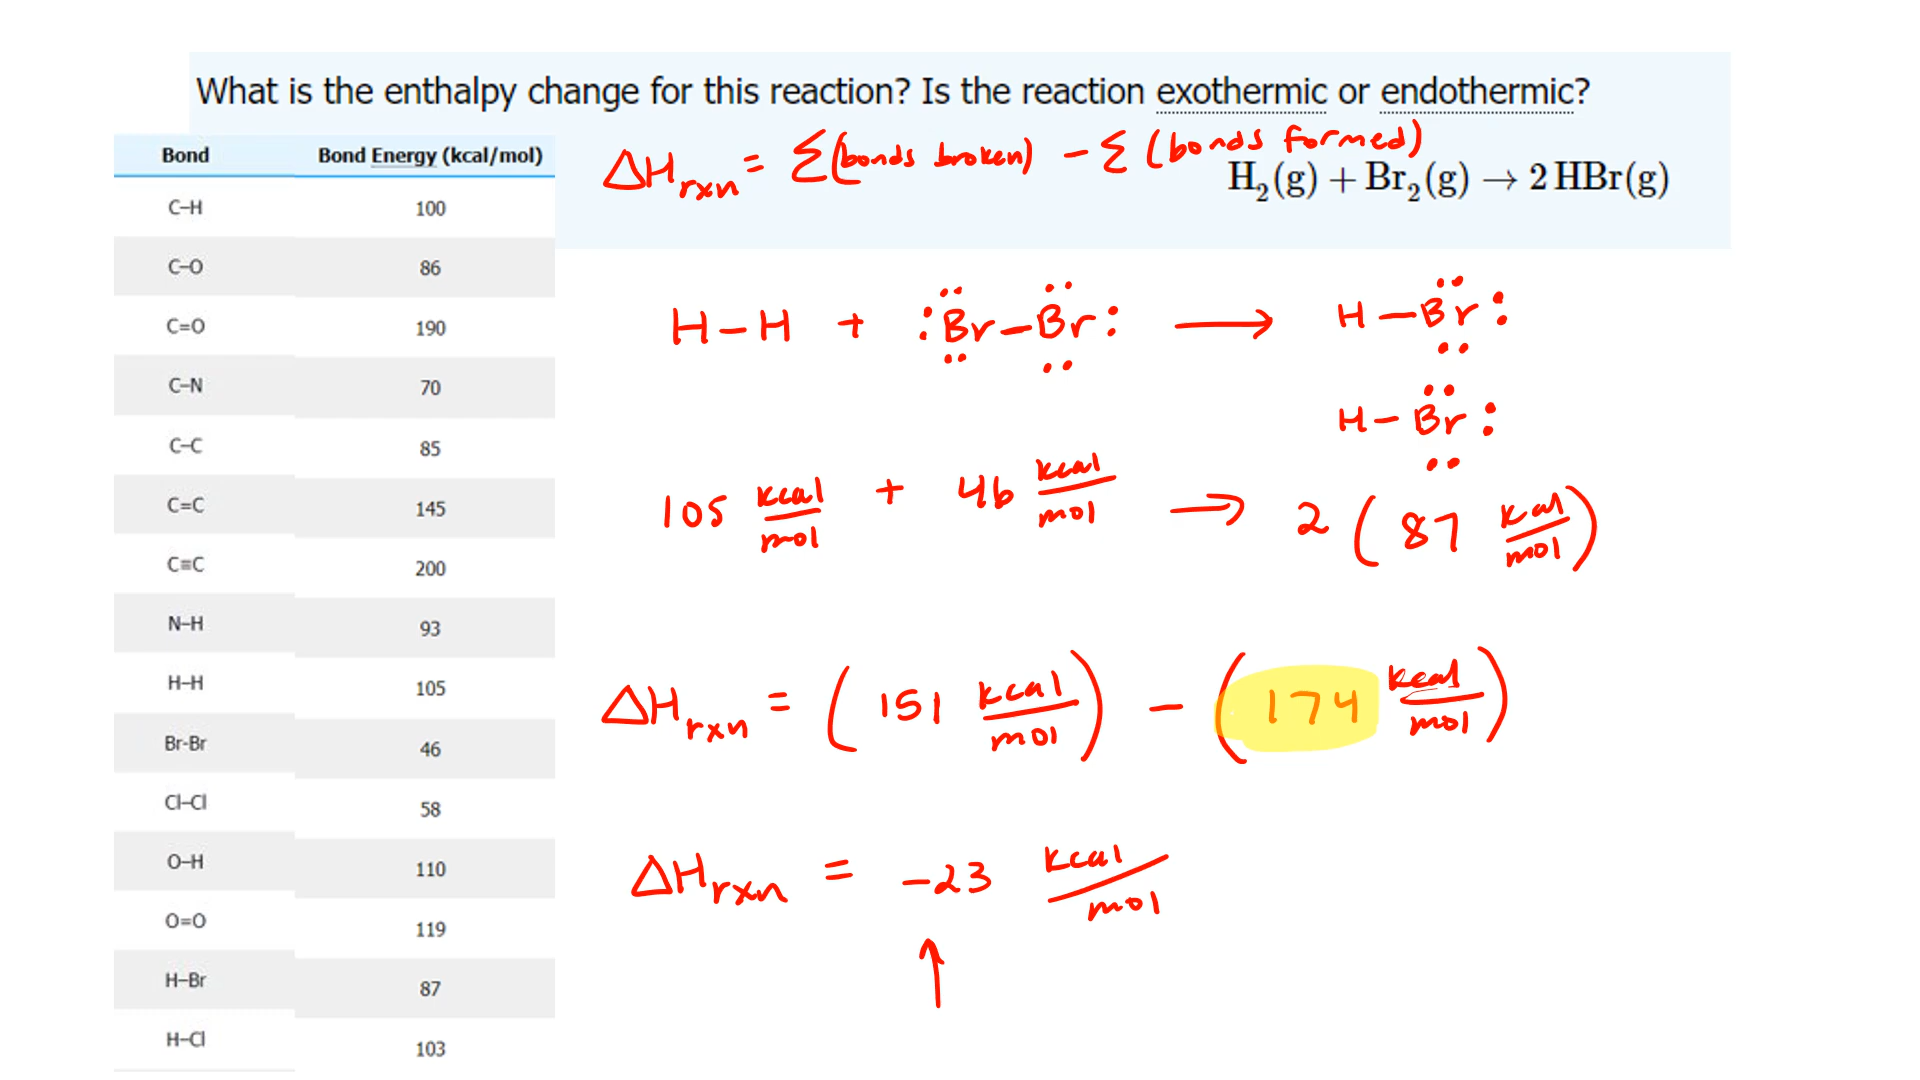 What is the enthalpy change for this reaction? Is the reaction exothermic or endothermic?
ΔHrxn = Σ(bonds broken) - Σ(bonds formed)
H₂(g) + Br₂(g) → 2 HBr(g)
Bond Bond Energy (kcal/mol)
C–H 100
C–O 86
C=O 190
C–N 70
C–C 85
C=C 145
C≡C 200
N–H 93
H–H 105
Br-Br 46
Cl–Cl 58
O–H 110
O=O 119
H–Br 87
H–Cl 103
H–H + :Br–Br: → H–Br:
H–Br:
105 kcal/mol + 46 kcal/mol → 2 (87 kcal/mol)
ΔHrxn = (151 kcal/mol) - (174 kcal/mol)
ΔHrxn = -23 kcal/mol